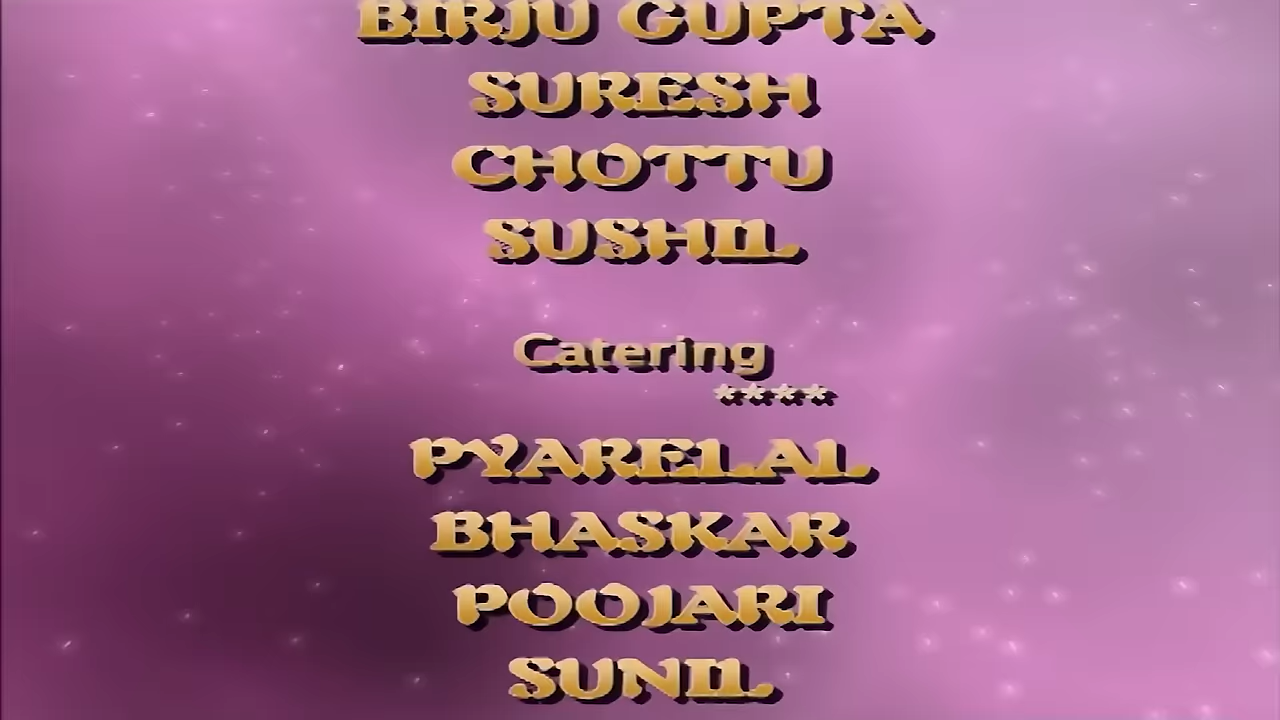 BIRJU GUPTA
SURESH
CHOTTU
SUSHIL
Catering
****
PYARELAL
BHASKAR
POOJARI
SUNIL